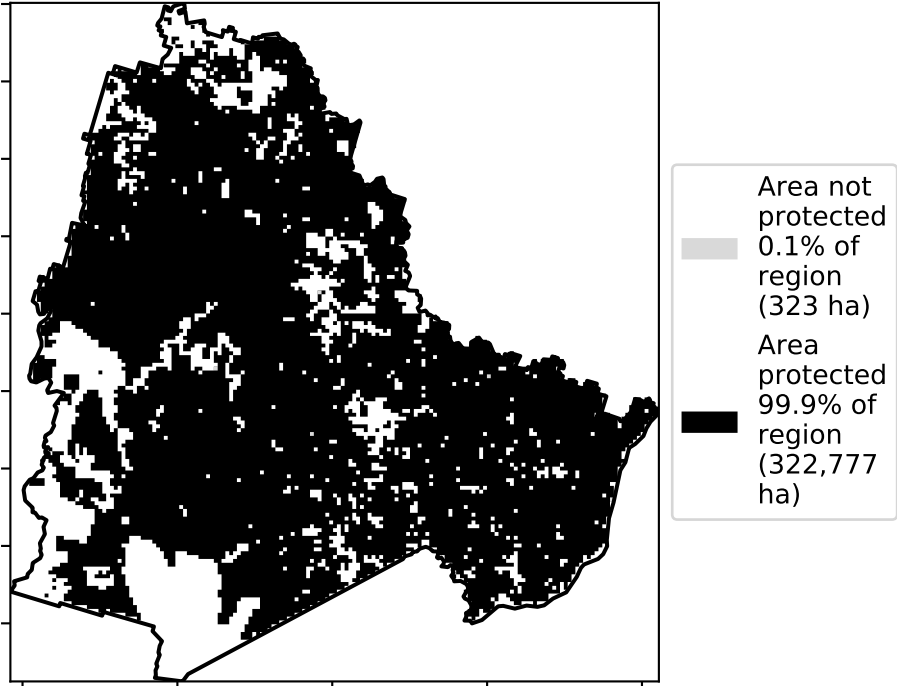 Area not
protected
0.1% of
region
(323 ha)
Area
protected
99.9% of
region
(322,777
ha)